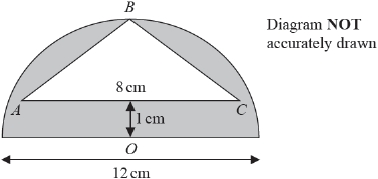 B
Diagram NOT
accurately drawn
8 cm
A
C
1 cm
O
12 cm